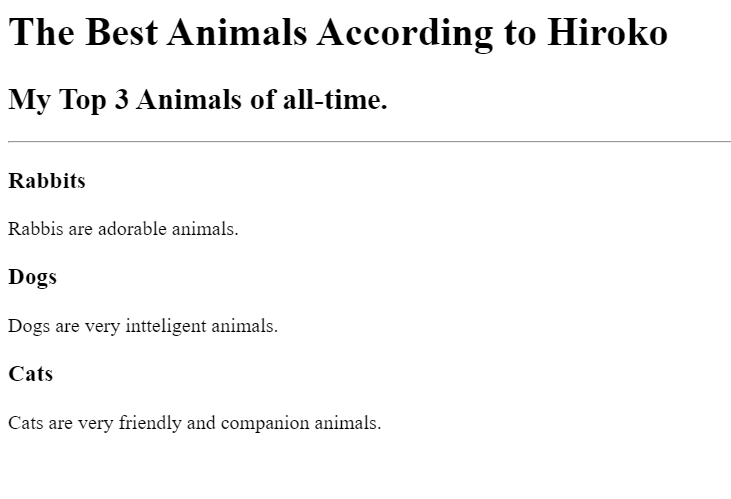 The Best Animals According to Hiroko
My Top 3 Animals of all-time.
Rabbits
Rabbis are adorable animals.
Dogs
Dogs are very intteligent animals.
Cats
Cats are very friendly and companion animals.